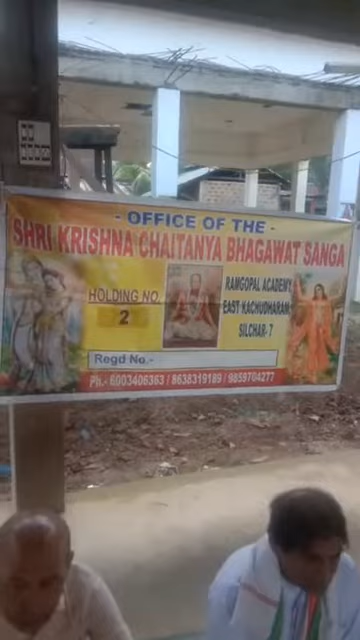 - OFFICE OF THE -
SHRI KRISHNA CHAITANYA BHAGAWAT SANGA
HOLDING NO.
2
RAMGOPAL ACADEMY
EAST KACHUDHARAM
SILCHAR-7
Regd No.-
Ph.- 6003406363 / 8638319189 / 9859704277